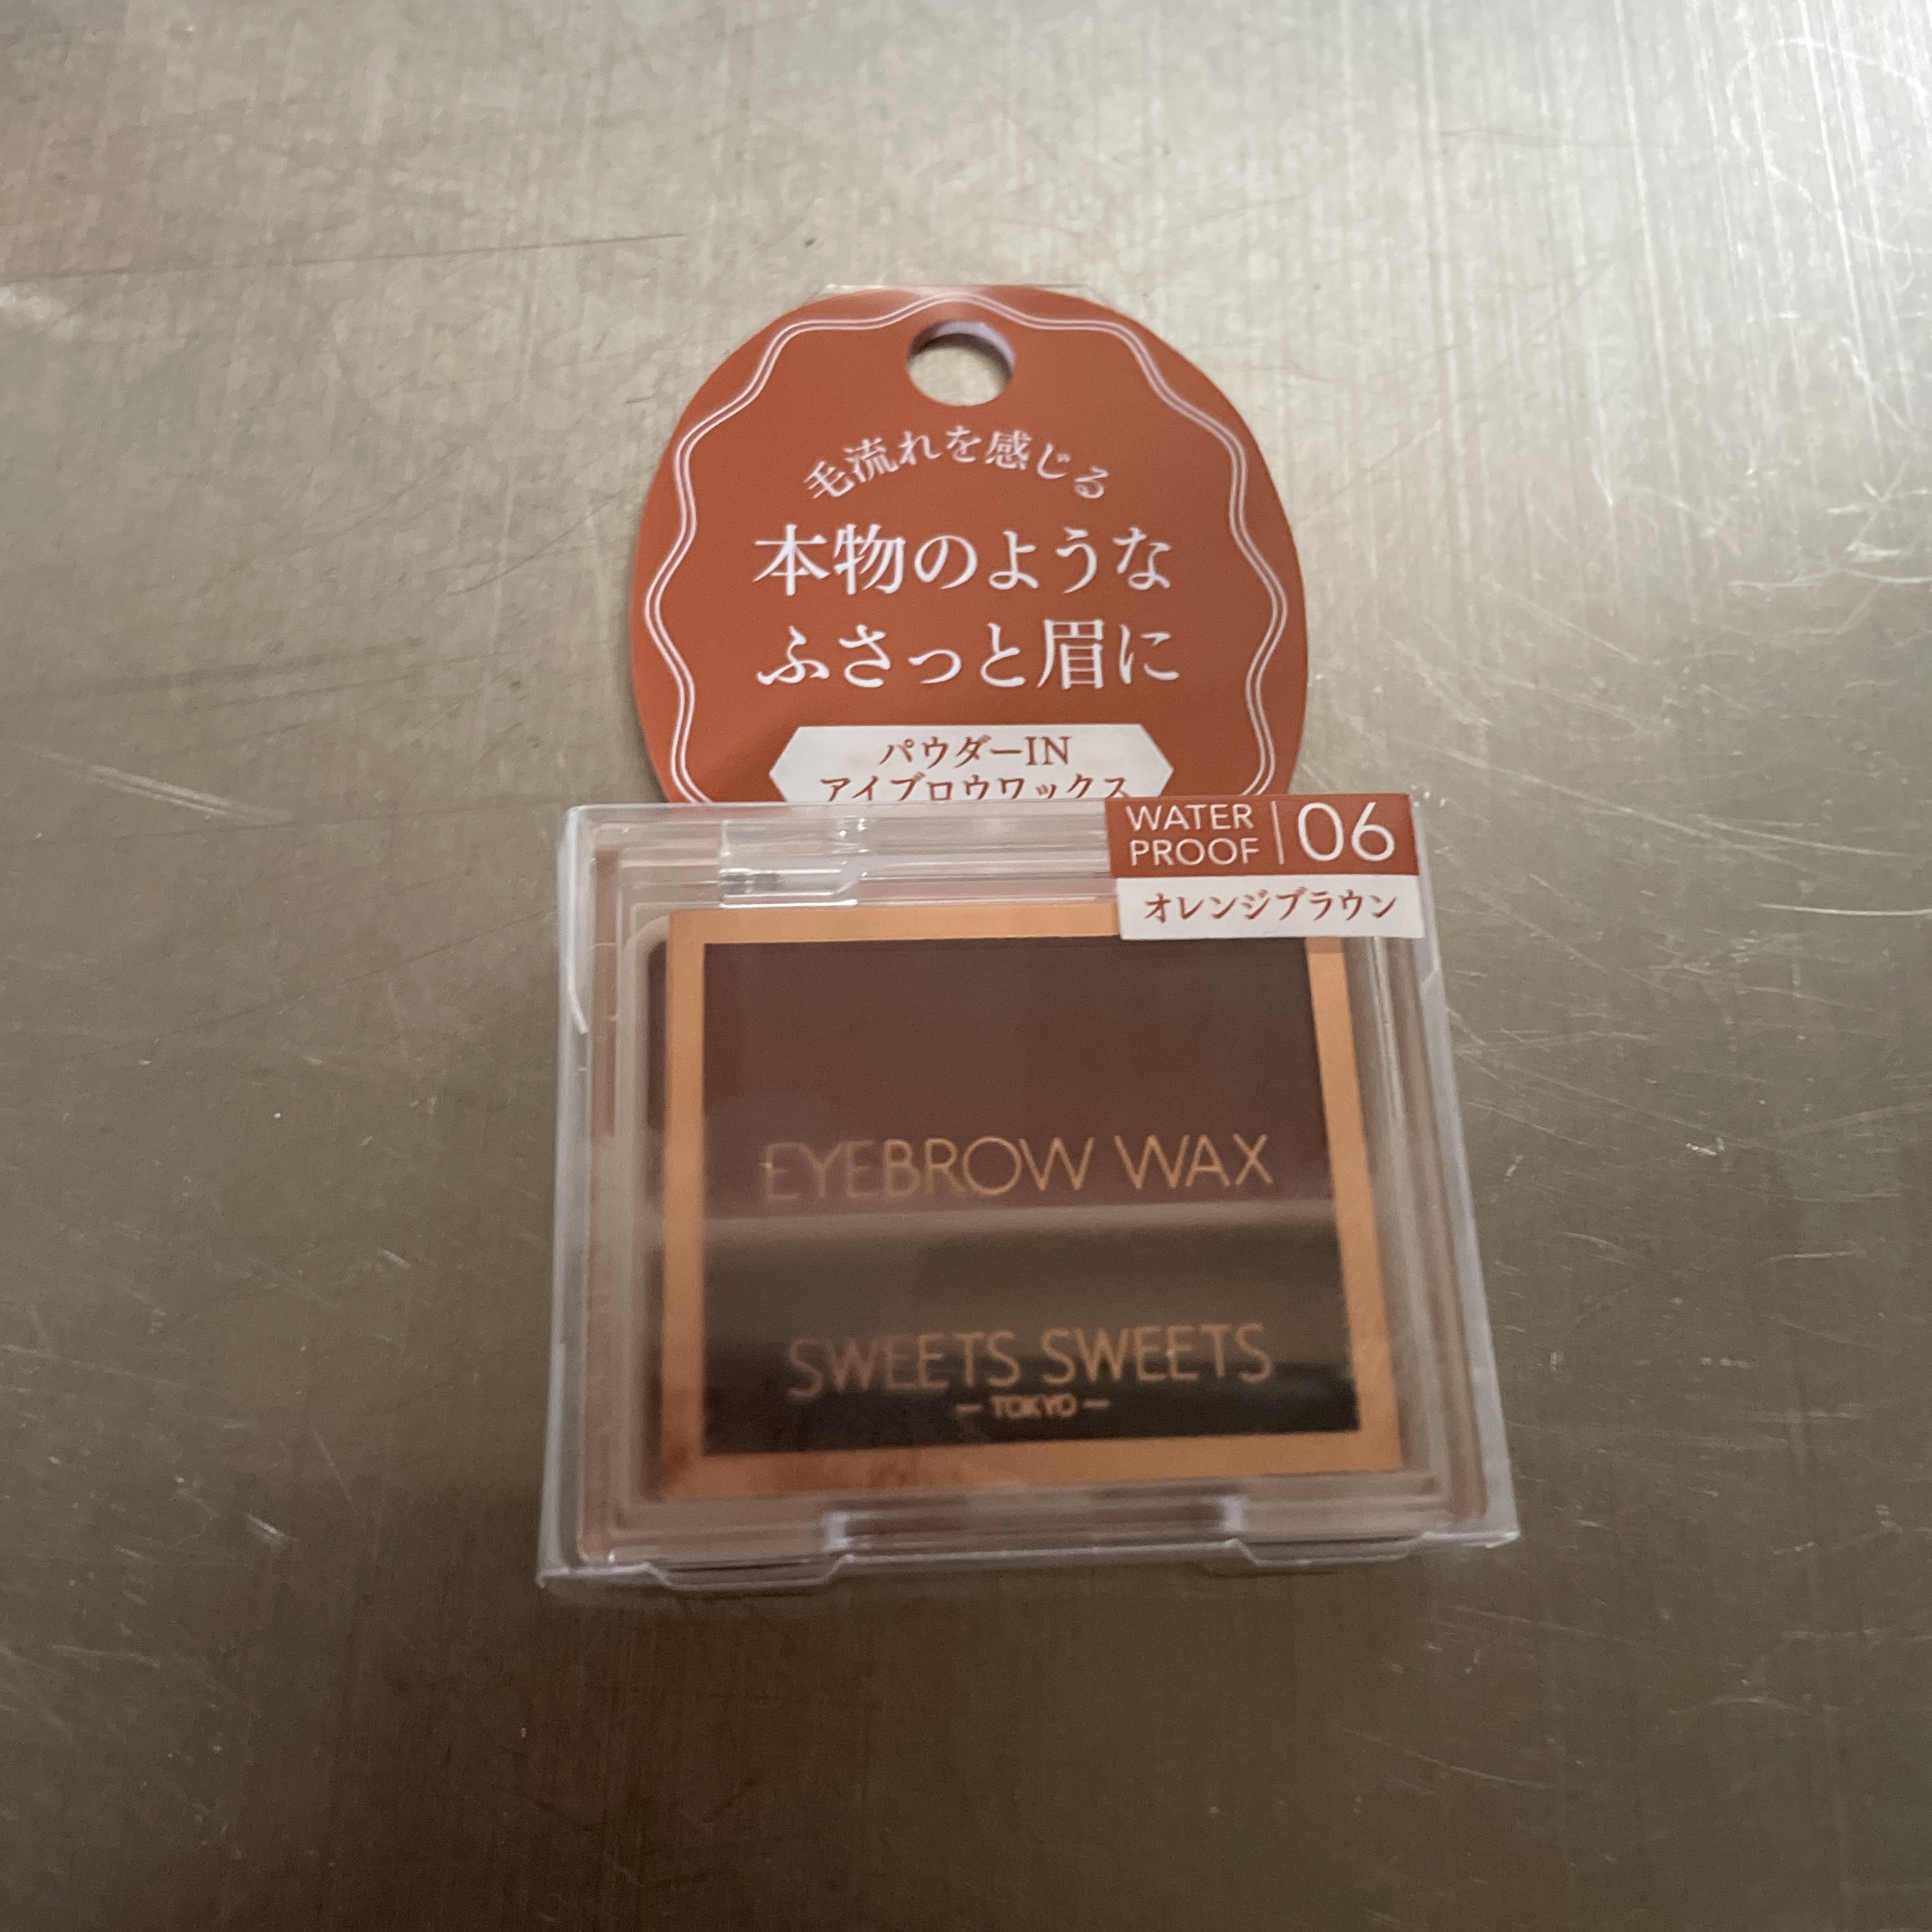 毛流れを感じる
本物のような
ふさっと眉に
パウダーIN
アイブロウワックス
WATER
PROOF
06
オレンジブラウン
EYEBROW WAX
SWEETS SWEETS
— TOKYO —